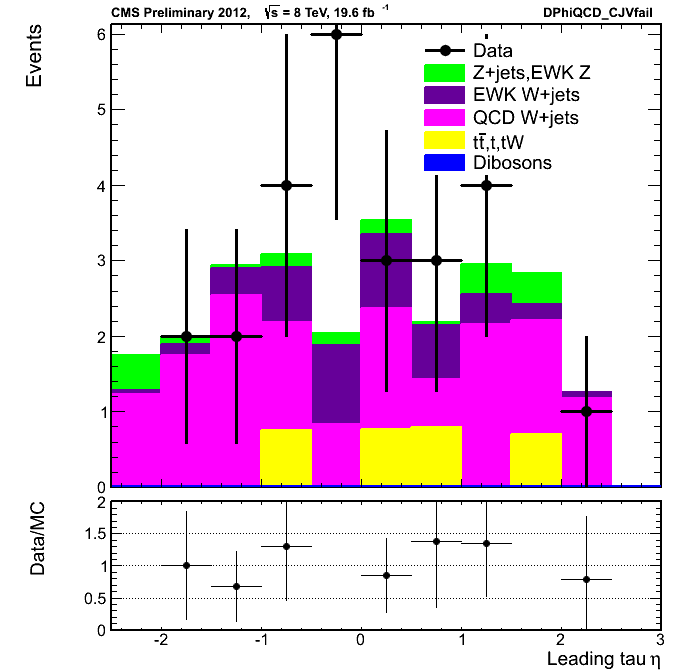 CMS Preliminary 2012, √s = 8 TeV, 19.6 fb⁻¹ DPhiQCD_CJVfail
Events
6
5
4
3
2
1
0
Data
Z+jets,EWK Z
EWK W+jets
QCD W+jets
tt̄,t,tW
Dibosons
Data/MC
2
1.5
1
0.5
0
-2 -1 0 1 2 3
Leading tau η